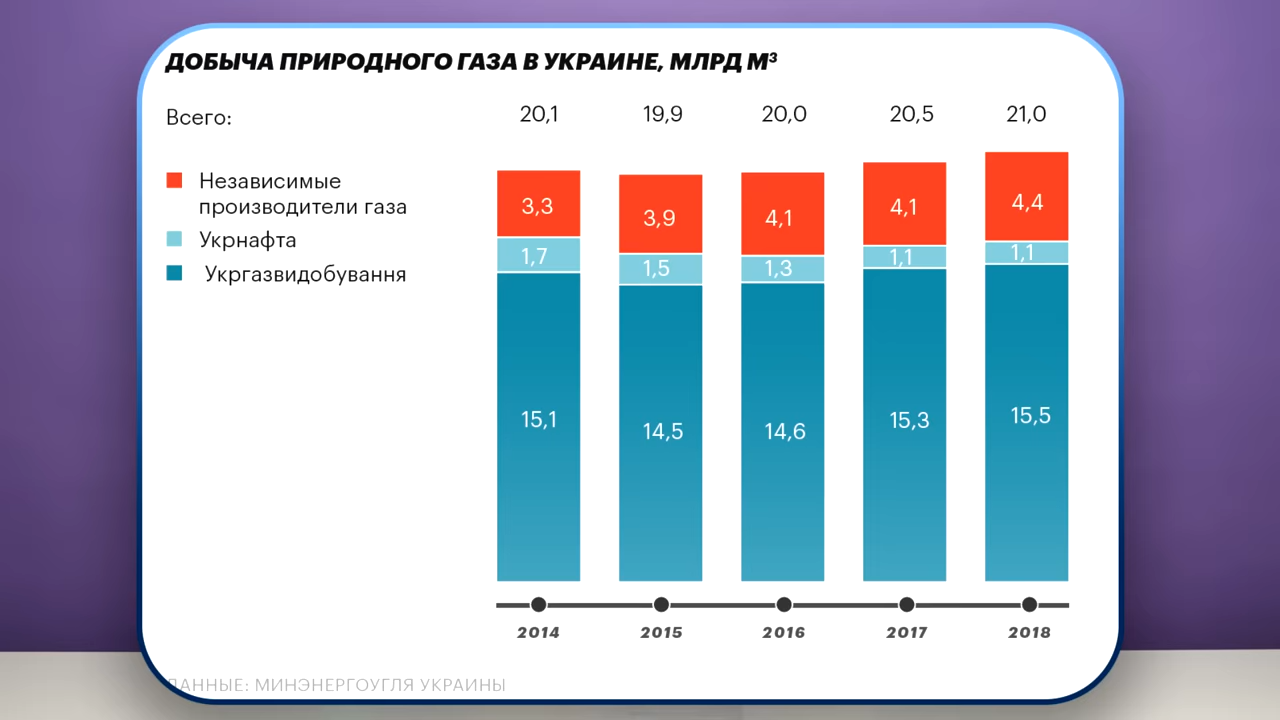 ДОБЫЧА ПРИРОДНОГО ГАЗА В УКРАИНЕ, МЛРД М³
Всего: 20,1 19,9 20,0 20,5 21,0
Независимые
производители газа
Укрнафта
Укргазвидобування
3,3 3,9 4,1 4,1 4,4
1,7 1,5 1,3 1,1 1,1
15,1 14,5 14,6 15,3 15,5
2014 2015 2016 2017 2018
ДАННЫЕ: МИНЭНЕРГОУГЛЯ УКРАИНЫ